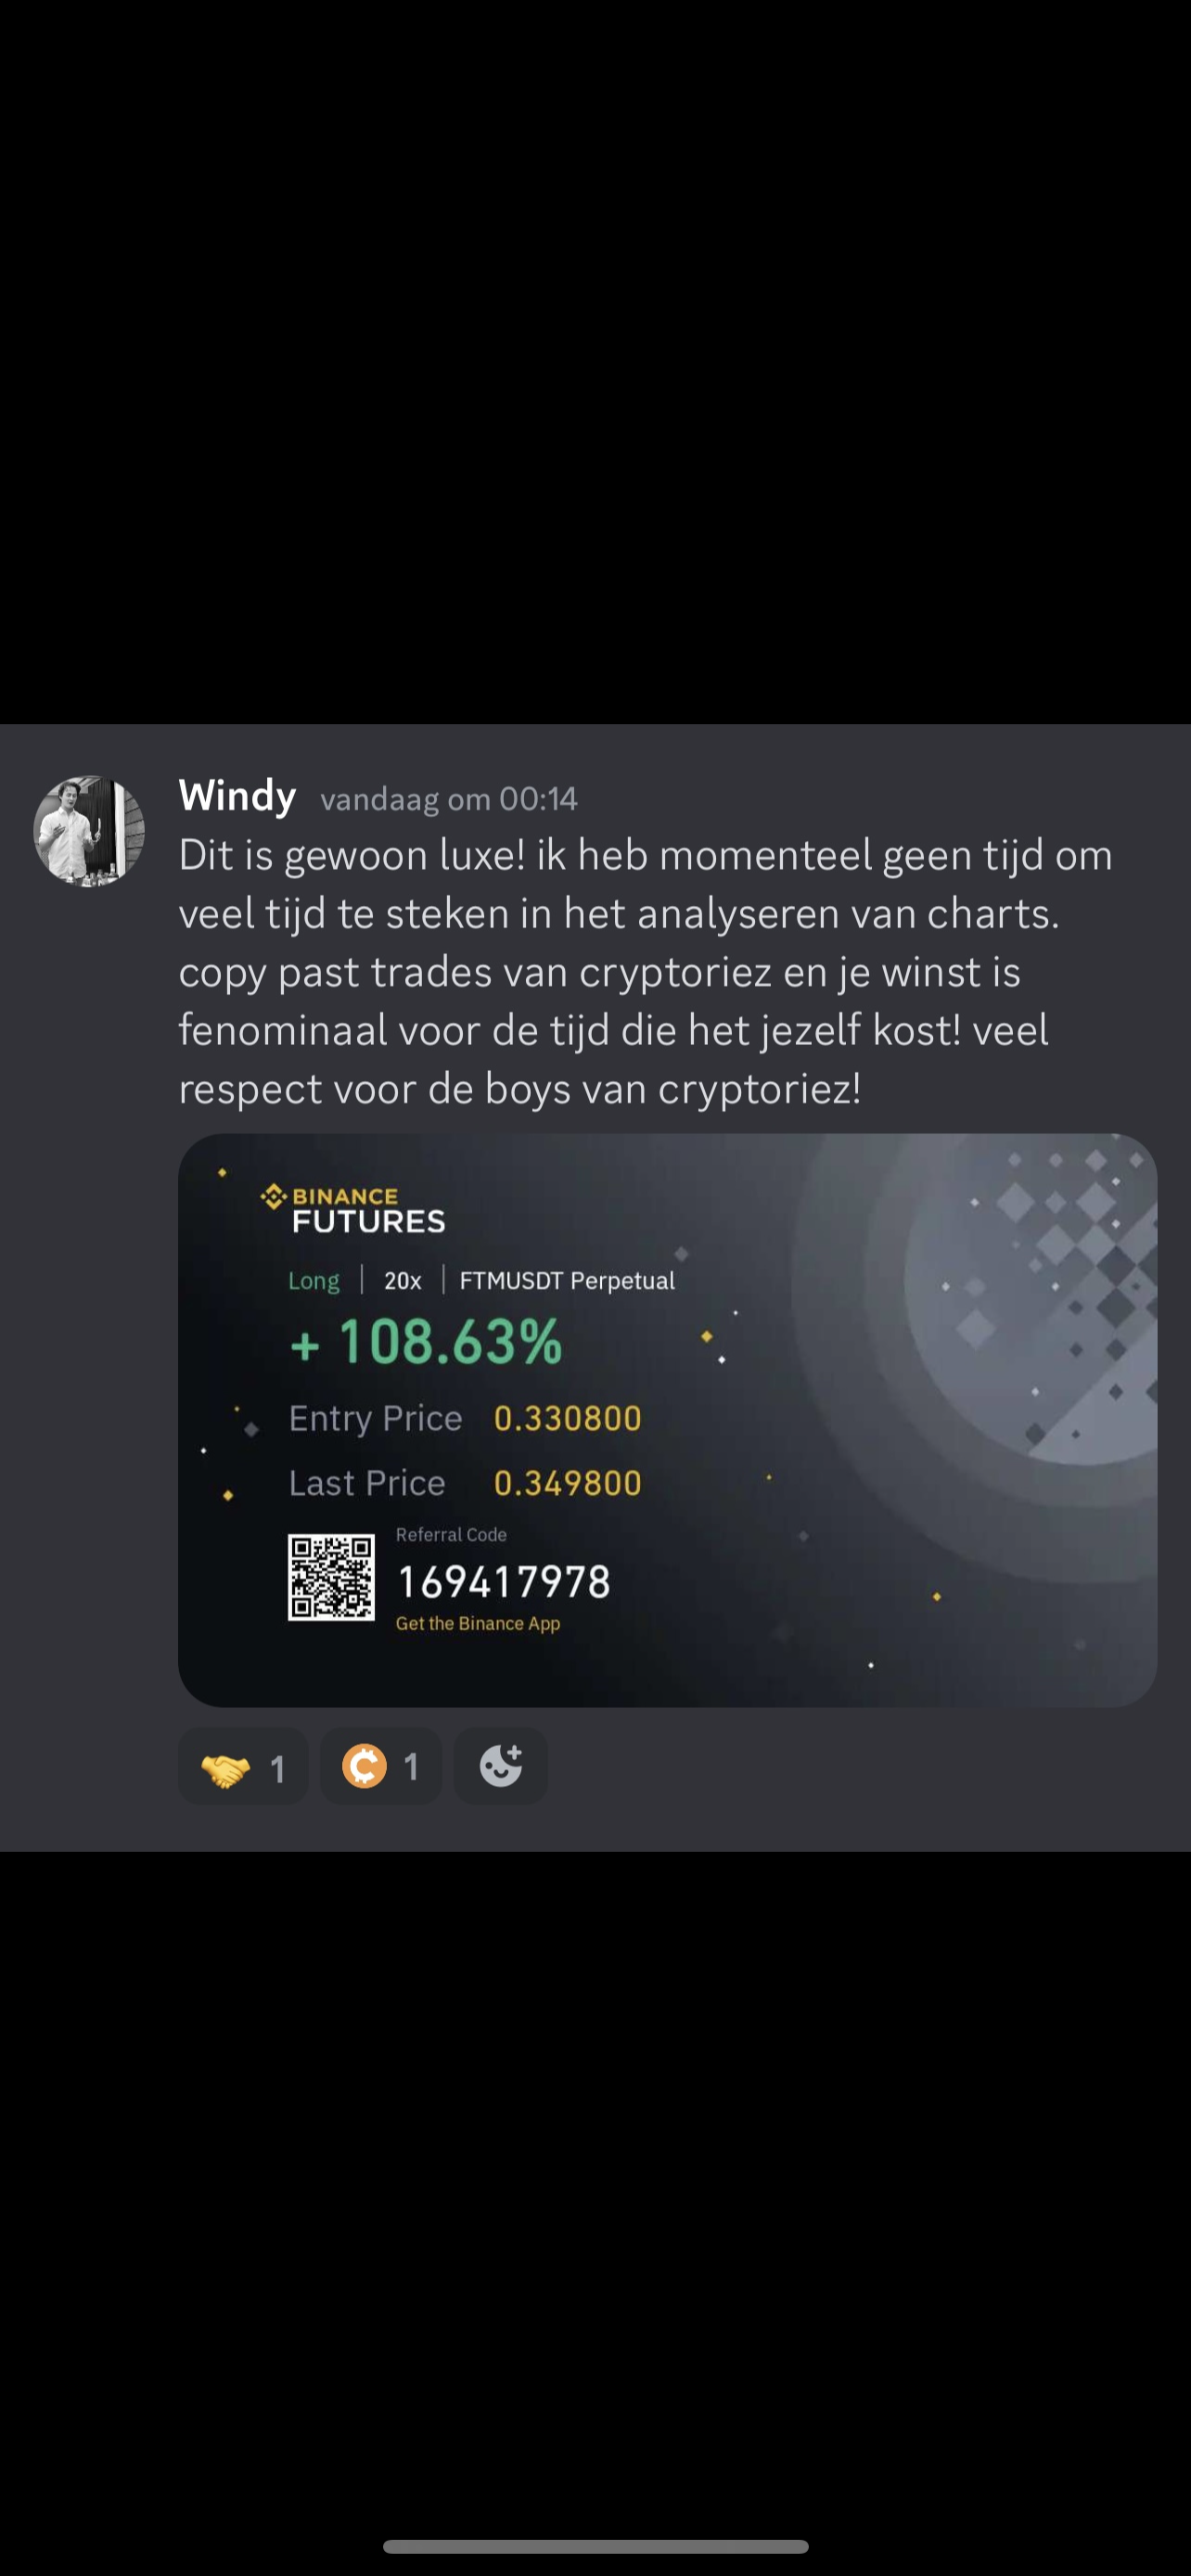 Windy vandaag om 00:14
Dit is gewoon luxe! ik heb momenteel geen tijd om
veel tijd te steken in het analyseren van charts.
copy past trades van cryptoriez en je winst is
fenominaal voor de tijd die het jezelf kost! veel
respect voor de boys van cryptoriez!
BINANCE
FUTURES
Long | 20x | FTMUSDT Perpetual
+ 108.63%
Entry Price 0.330800
Last Price 0.349800
Referral Code
169417978
Get the Binance App
1 1